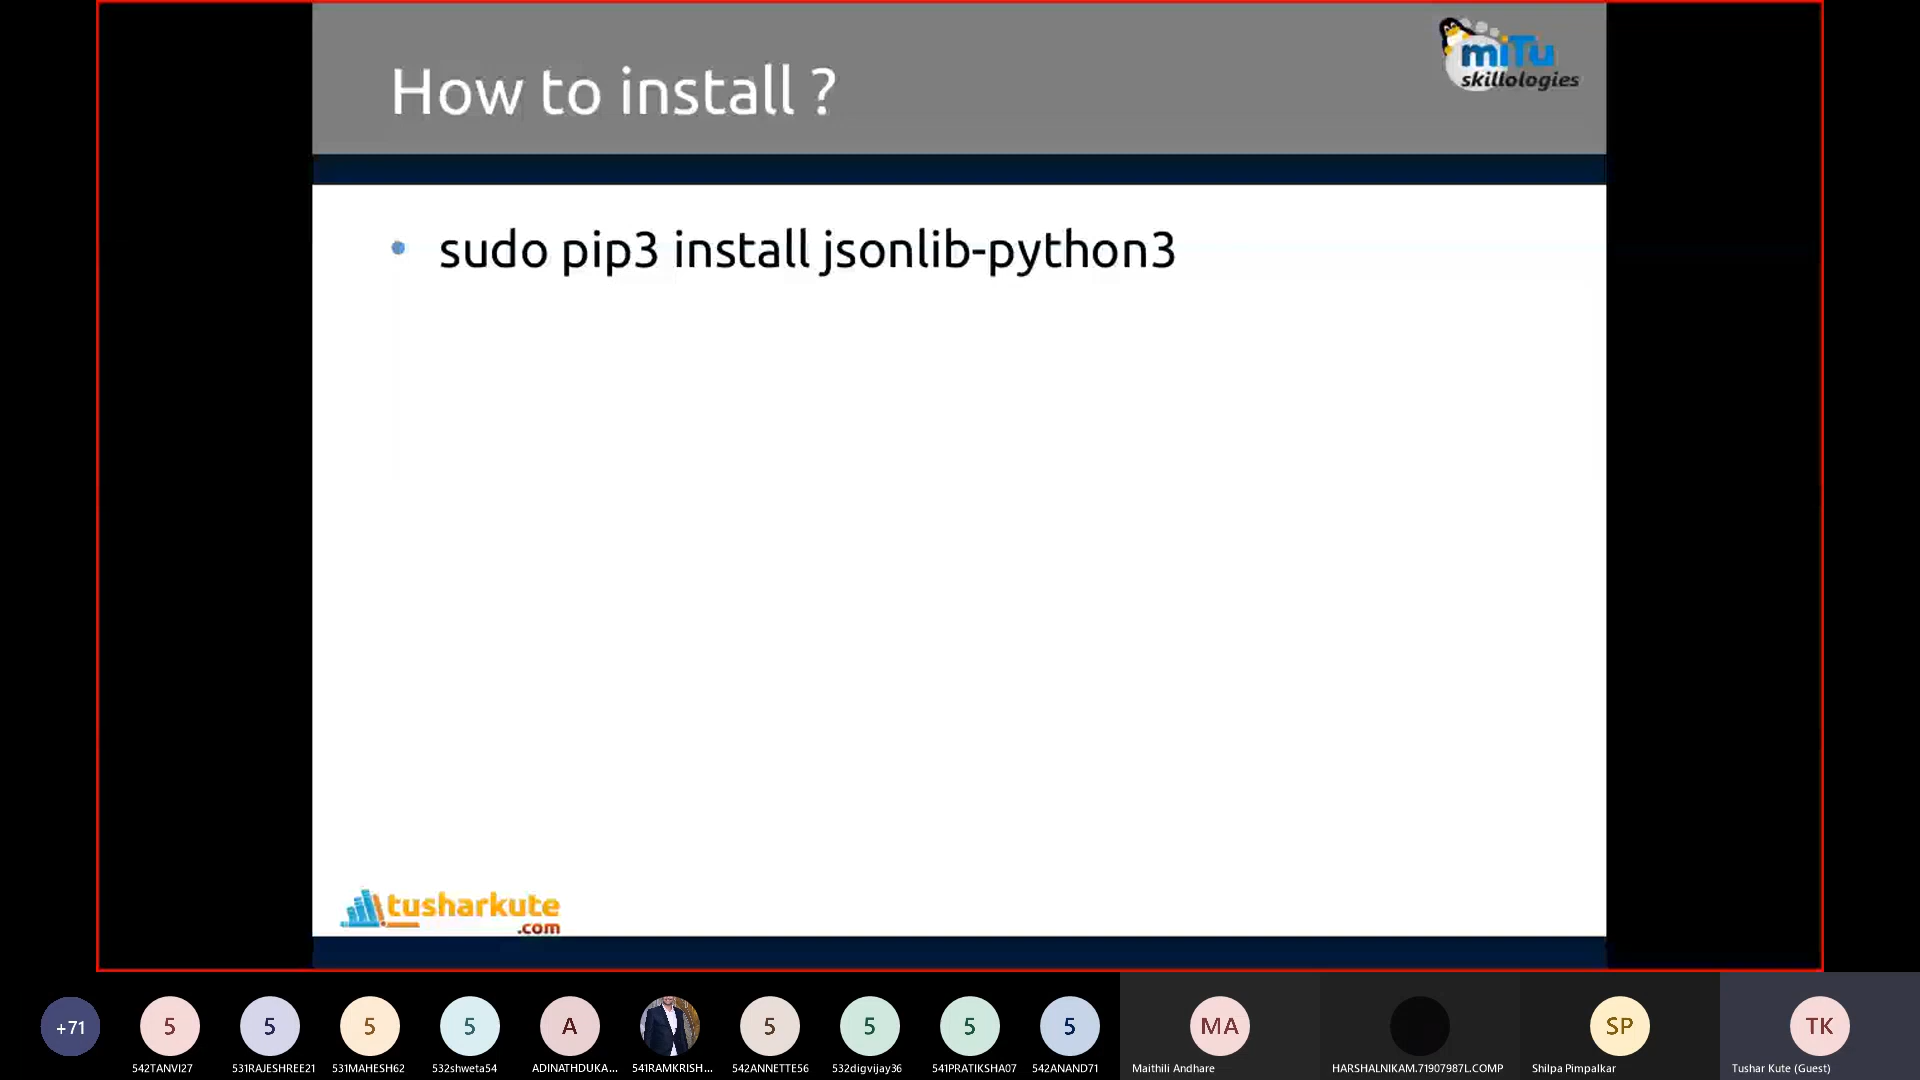 How to install ?
miTu
skillologies
• sudo pip3 install jsonlib-python3
tusharkute
.com
+71
5
5
5
5
A
5
5
5
5
MA
SP
TK
542TANVI27
531RAJESHREE21
531MAHESH62
532shweta54
ADINATHDUKA...
541RAMKRISH...
542ANNETTE56
532digvijay36
541PRATIKSHA07
542ANAND71
Maithili Andhare
HARSHALNIKAM.71907987L.COMP
Shilpa Pimpalkar
Tushar Kute (Guest)